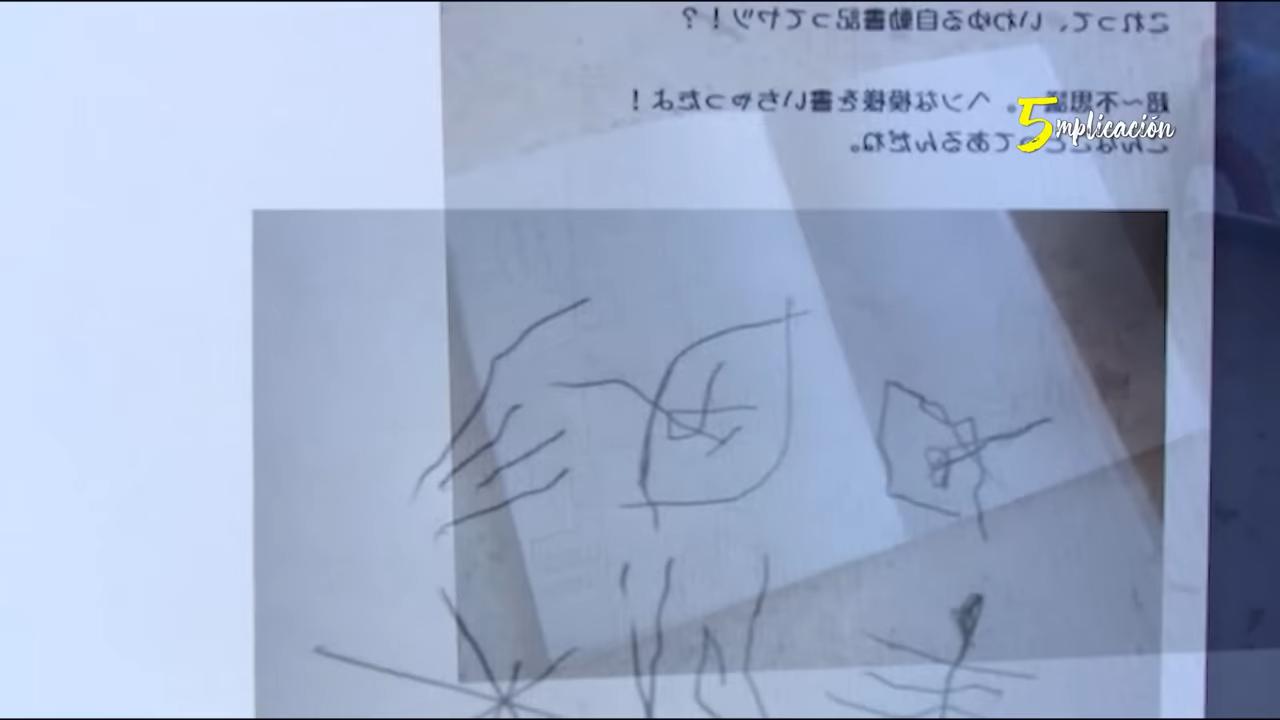 これって、いわゆる自動書記ってヤツ！？
超〜不思議。ヘンな模様を書いちゃったよ！
こんなことってあるんだね。
5mplicación